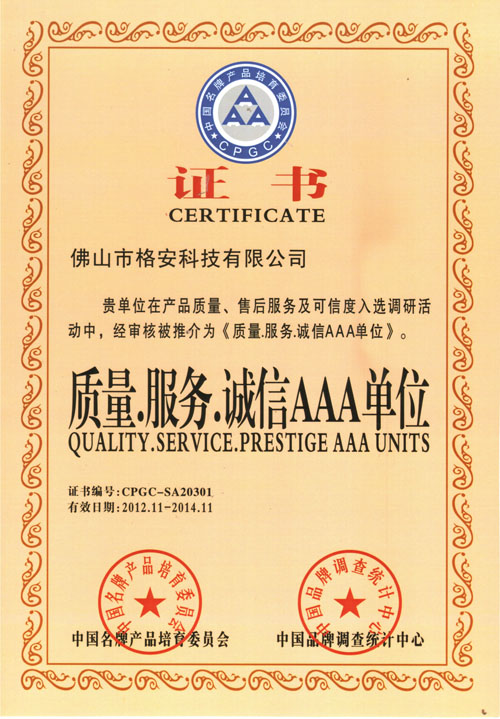 中国名牌产品培育委员会
AAA
CPGC
证书
CERTIFICATE
佛山市格安科技有限公司
贵单位在产品质量、售后服务及可信度入选调研活
动中，经审核被推介为《质量.服务.诚信AAA单位》。
质量.服务.诚信AAA单位
QUALITY.SERVICE.PRESTIGE AAA UNITS
证书编号:CPGC-SA20301
有效日期:2012.11-2014.11
中国名牌产品培育委员会
中国品牌调查统计中心
中国名牌产品培育委员会
中国品牌调查统计中心